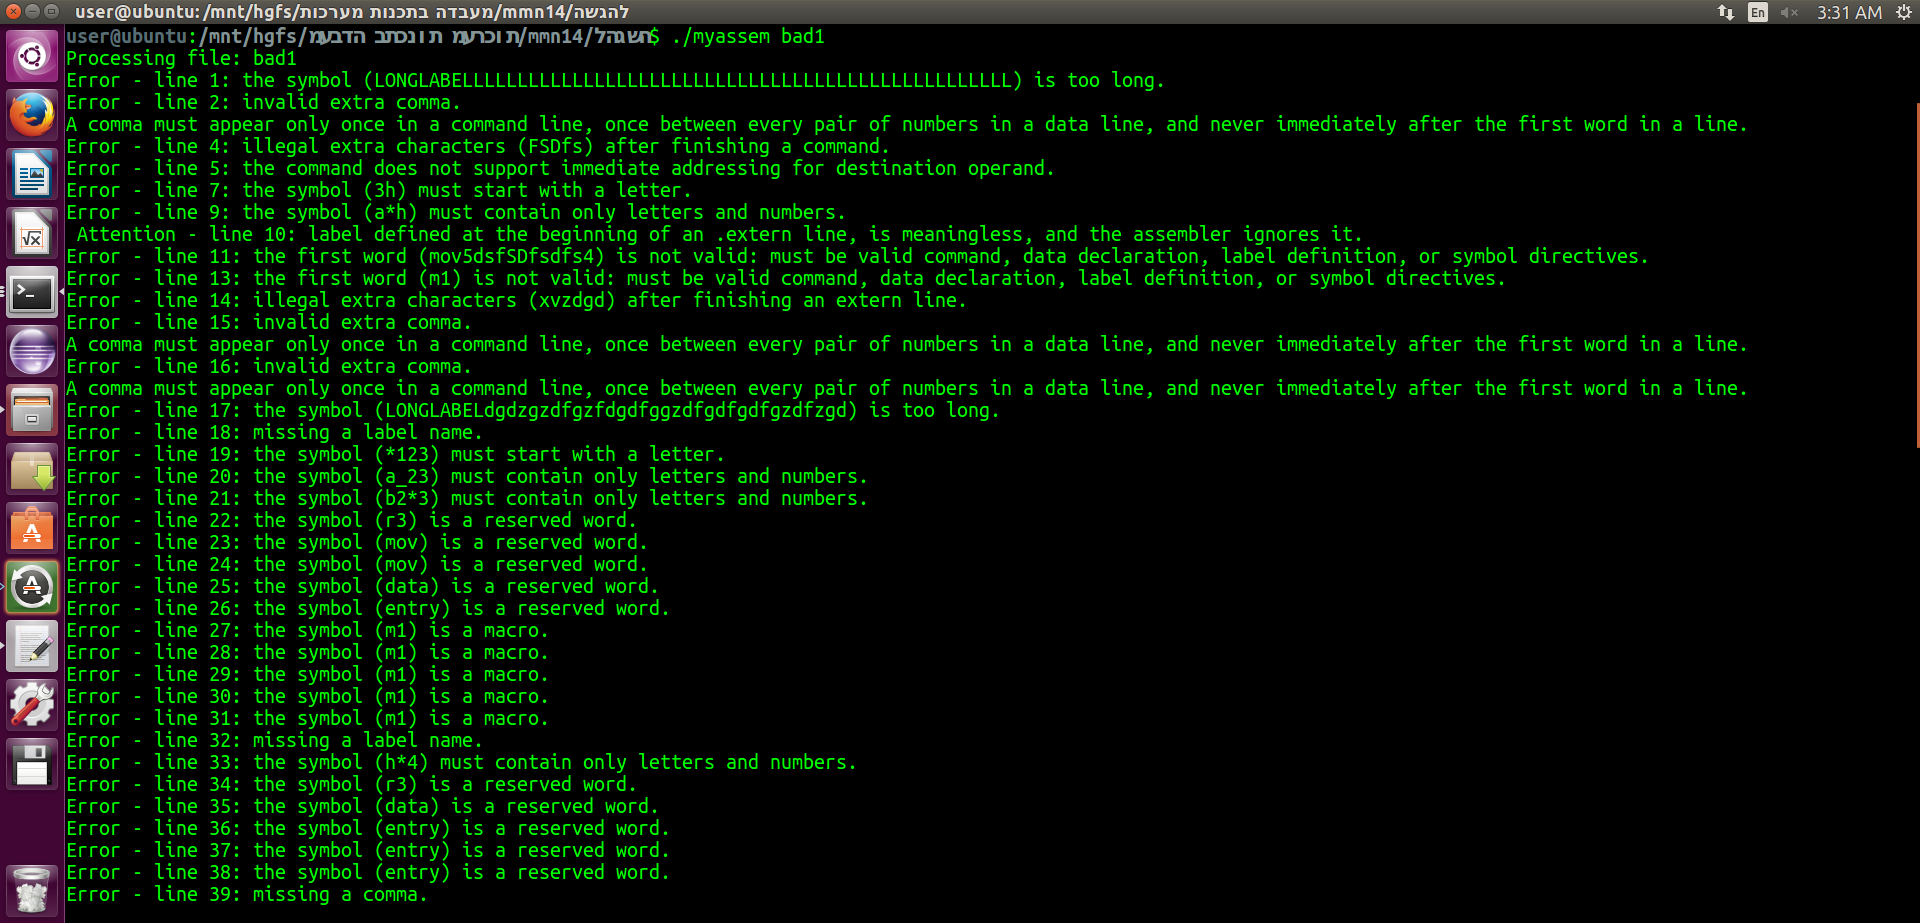 user@ubuntu: /mnt/hgfs/מעבדה בתכנות מערכות/mmn14/להגשה
En 3:31 AM
user@ubuntu:/mnt/hgfs/מעבדה בתכנות מערכות/mmn14/להגשה$ ./myassem bad1
Processing file: bad1
Error - line 1: the symbol (LONGLABELLLLLLLLLLLLLLLLLLLLLLLLLLLLLLLLLLLLLLLLLLLLLLLLLL) is too long.
Error - line 2: invalid extra comma.
A comma must appear only once in a command line, once between every pair of numbers in a data line, and never immediately after the first word in a line.
Error - line 4: illegal extra characters (FSDfs) after finishing a command.
Error - line 5: the command does not support immediate addressing for destination operand.
Error - line 7: the symbol (3h) must start with a letter.
Error - line 9: the symbol (a*h) must contain only letters and numbers.
Attention - line 10: label defined at the beginning of an .extern line, is meaningless, and the assembler ignores it.
Error - line 11: the first word (mov5dsfSDfsdfs4) is not valid: must be valid command, data declaration, label definition, or symbol directives.
Error - line 13: the first word (m1) is not valid: must be valid command, data declaration, label definition, or symbol directives.
Error - line 14: illegal extra characters (xvzdgd) after finishing an extern line.
Error - line 15: invalid extra comma.
A comma must appear only once in a command line, once between every pair of numbers in a data line, and never immediately after the first word in a line.
Error - line 16: invalid extra comma.
A comma must appear only once in a command line, once between every pair of numbers in a data line, and never immediately after the first word in a line.
Error - line 17: the symbol (LONGLABELdgdzgzdfgzfdgdfggzdfgdfgdfgzdfzgd) is too long.
Error - line 18: missing a label name.
Error - line 19: the symbol (*123) must start with a letter.
Error - line 20: the symbol (a_23) must contain only letters and numbers.
Error - line 21: the symbol (b2*3) must contain only letters and numbers.
Error - line 22: the symbol (r3) is a reserved word.
Error - line 23: the symbol (mov) is a reserved word.
Error - line 24: the symbol (mov) is a reserved word.
Error - line 25: the symbol (data) is a reserved word.
Error - line 26: the symbol (entry) is a reserved word.
Error - line 27: the symbol (m1) is a macro.
Error - line 28: the symbol (m1) is a macro.
Error - line 29: the symbol (m1) is a macro.
Error - line 30: the symbol (m1) is a macro.
Error - line 31: the symbol (m1) is a macro.
Error - line 32: missing a label name.
Error - line 33: the symbol (h*4) must contain only letters and numbers.
Error - line 34: the symbol (r3) is a reserved word.
Error - line 35: the symbol (data) is a reserved word.
Error - line 36: the symbol (entry) is a reserved word.
Error - line 37: the symbol (entry) is a reserved word.
Error - line 38: the symbol (entry) is a reserved word.
Error - line 39: missing a comma.